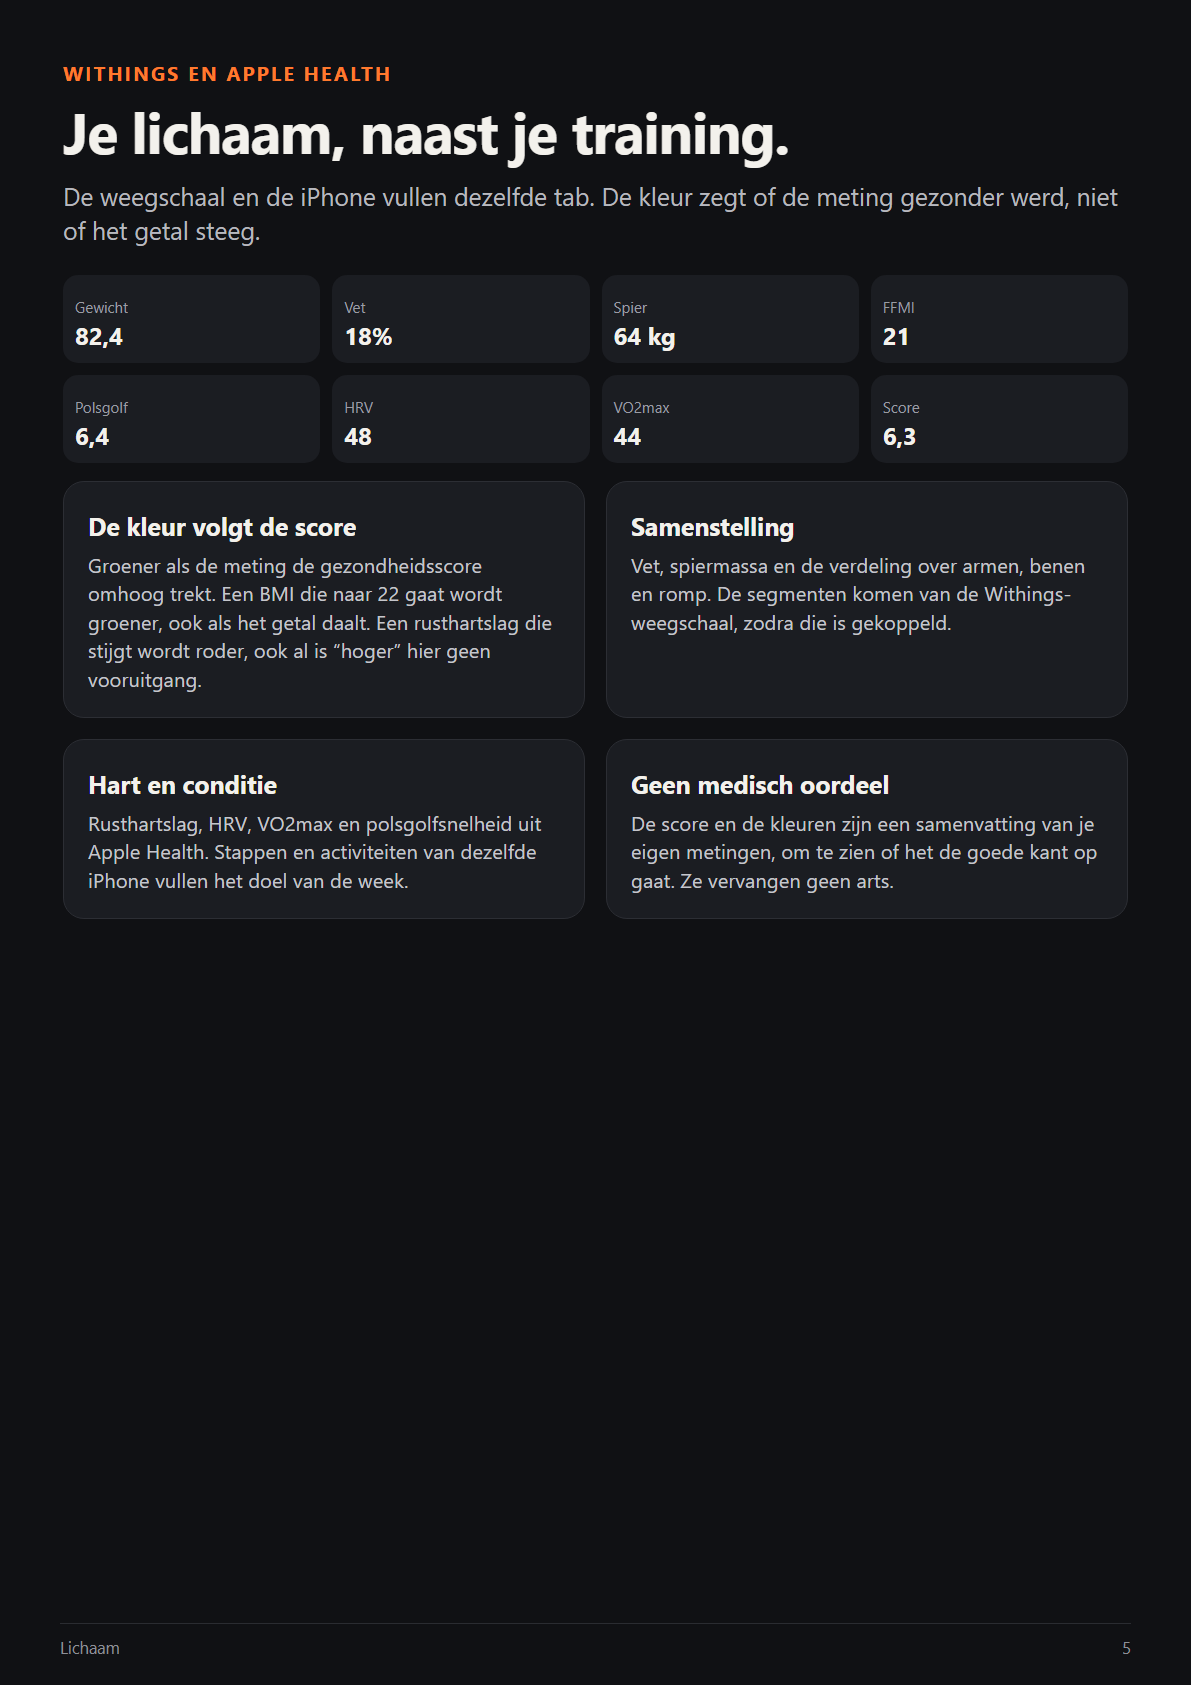 WITHINGS EN APPLE HEALTH
Je lichaam, naast je training.
De weegschaal en de iPhone vullen dezelfde tab. De kleur zegt of de meting gezonder werd, niet
of het getal steeg.
Gewicht
82,4
Vet
18%
Spier
64 kg
FFMI
21
Polsgolf
6,4
HRV
48
VO2max
44
Score
6,3
De kleur volgt de score
Groener als de meting de gezondheidsscore
omhoog trekt. Een BMI die naar 22 gaat wordt
groener, ook als het getal daalt. Een rusthartslag die
stijgt wordt roder, ook al is “hoger” hier geen
vooruitgang.
Samenstelling
Vet, spiermassa en de verdeling over armen, benen
en romp. De segmenten komen van de Withings-
weegschaal, zodra die is gekoppeld.
Hart en conditie
Rusthartslag, HRV, VO2max en polsgolfsnelheid uit
Apple Health. Stappen en activiteiten van dezelfde
iPhone vullen het doel van de week.
Geen medisch oordeel
De score en de kleuren zijn een samenvatting van je
eigen metingen, om te zien of het de goede kant op
gaat. Ze vervangen geen arts.
Lichaam
5